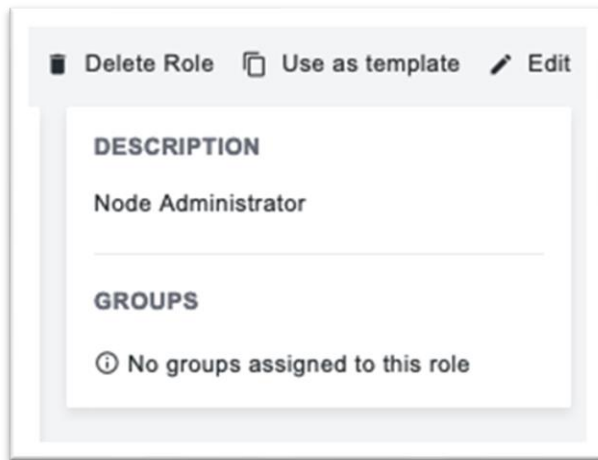 Delete Role Use as template Edit
DESCRIPTION
Node Administrator
GROUPS
No groups assigned to this role